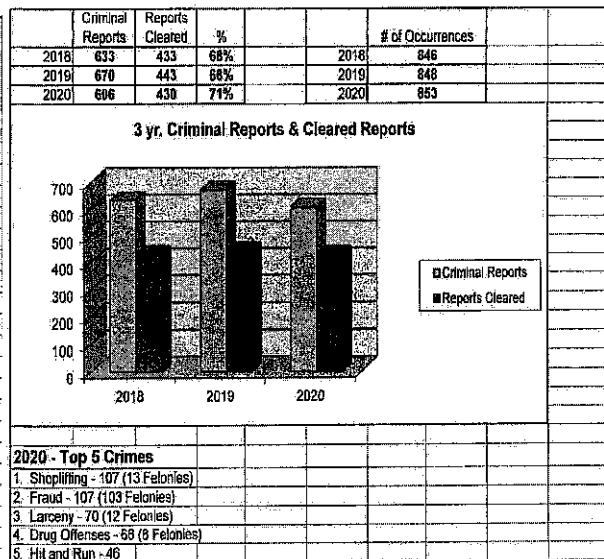 Criminal Reports Reports Cleared % # of Occurrences
2018 633 433 68% 2018 846
2019 670 443 66% 2019 848
2020 606 430 71% 2020 853
3 yr. Criminal Reports & Cleared Reports
700
600
500
400
300
200
100
0
2018 2019 2020
Criminal Reports
Reports Cleared
2020 - Top 5 Crimes
1. Shoplifting - 107 (13 Felonies)
2. Fraud - 107 (103 Felonies)
3. Larceny - 70 (12 Felonies)
4. Drug Offenses - (8 Felonies)
5. Hit and Run - 46